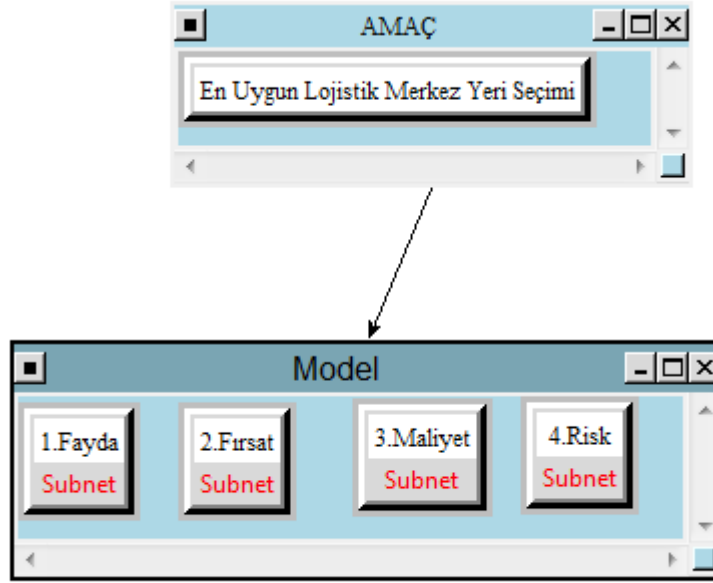 AMAÇ
En Uygun Lojistik Merkez Yeri Seçimi
Model
1.Fayda
Subnet
2.Fırsat
Subnet
3.Maliyet
Subnet
4.Risk
Subnet